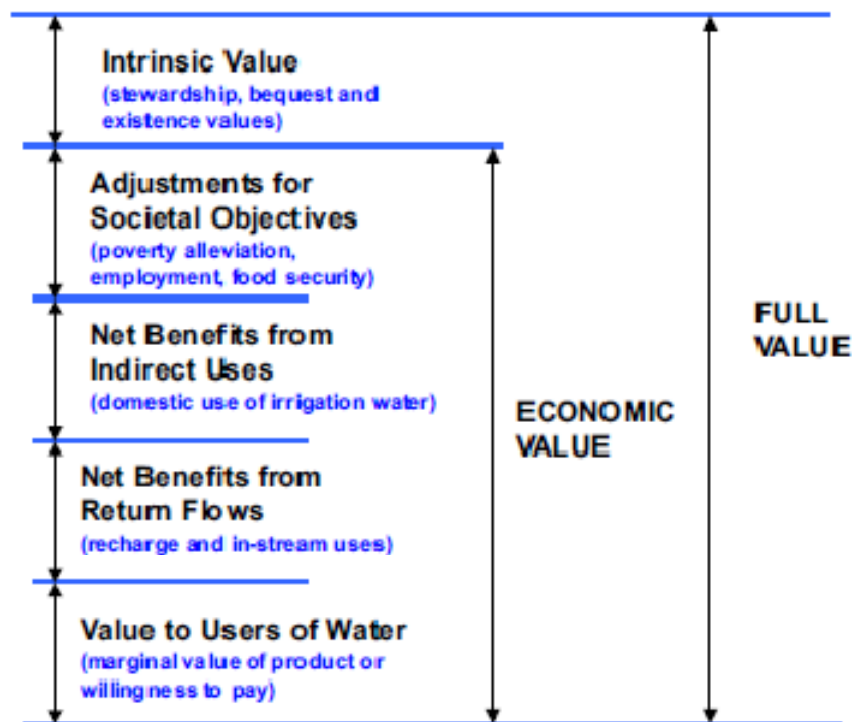 Intrinsic Value
(stewardship, bequest and
existence values)
Adjustments for
Societal Objectives
(poverty alleviation,
employment, food security)
Net Benefits from
Indirect Uses
(domestic use of irrigation water)
Net Benefits from
Return Flows
(recharge and in-stream uses)
Value to Users of Water
(marginal value of product or
willingness to pay)
ECONOMIC
VALUE
FULL
VALUE